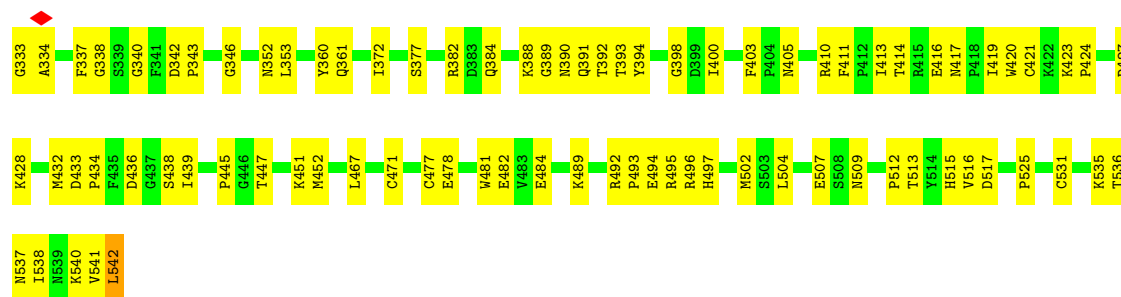 G333 A334 F337 G338 S339 G340 F341 D342 P343 G346 N352 L353 Y360 Q361 I372 S377 R382 D383 Q384 K388 G389 N390 Q391 T392 T393 Y394 G398 D399 I400 F403 P404 N405 R410 F411 P412 I413 T414 R415 E416 N417 P418 I419 W420 C421 K422 K423 P424
K428 M432 D433 P434 F435 D436 G437 S438 I439 P445 G446 T447 K451 M452 L467 C471 C477 E478 W481 E482 V483 E484 K489 R492 P493 E494 R495 R496 H497 M502 S503 L504 E507 S508 N509 P512 T513 Y514 H515 V516 D517 P525 C531 K535 T536
N537 I538 N539 K540 V541 L542